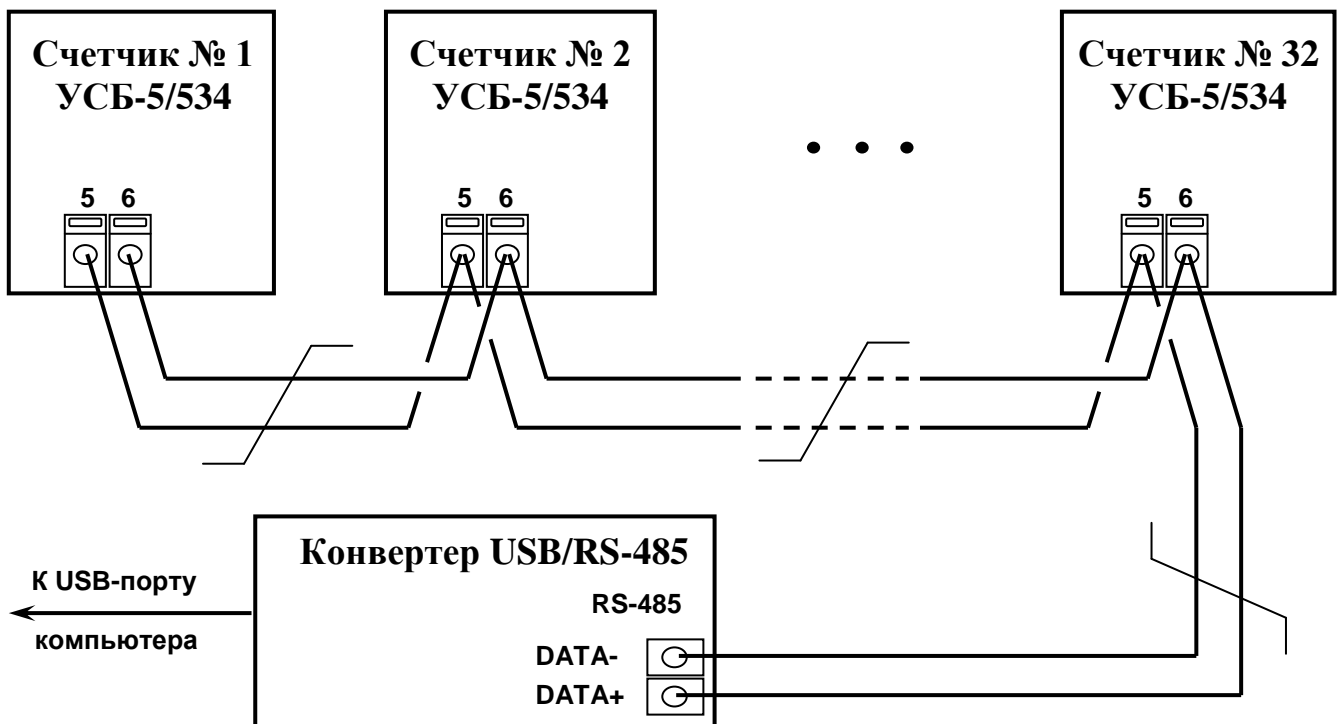 Счетчик № 1
УСБ-5/534
5 6
Счетчик № 2
УСБ-5/534
5 6
Счетчик № 32
УСБ-5/534
5 6
Конвертер USB/RS-485
RS-485
DATA-
DATA+
К USB-порту
компьютера